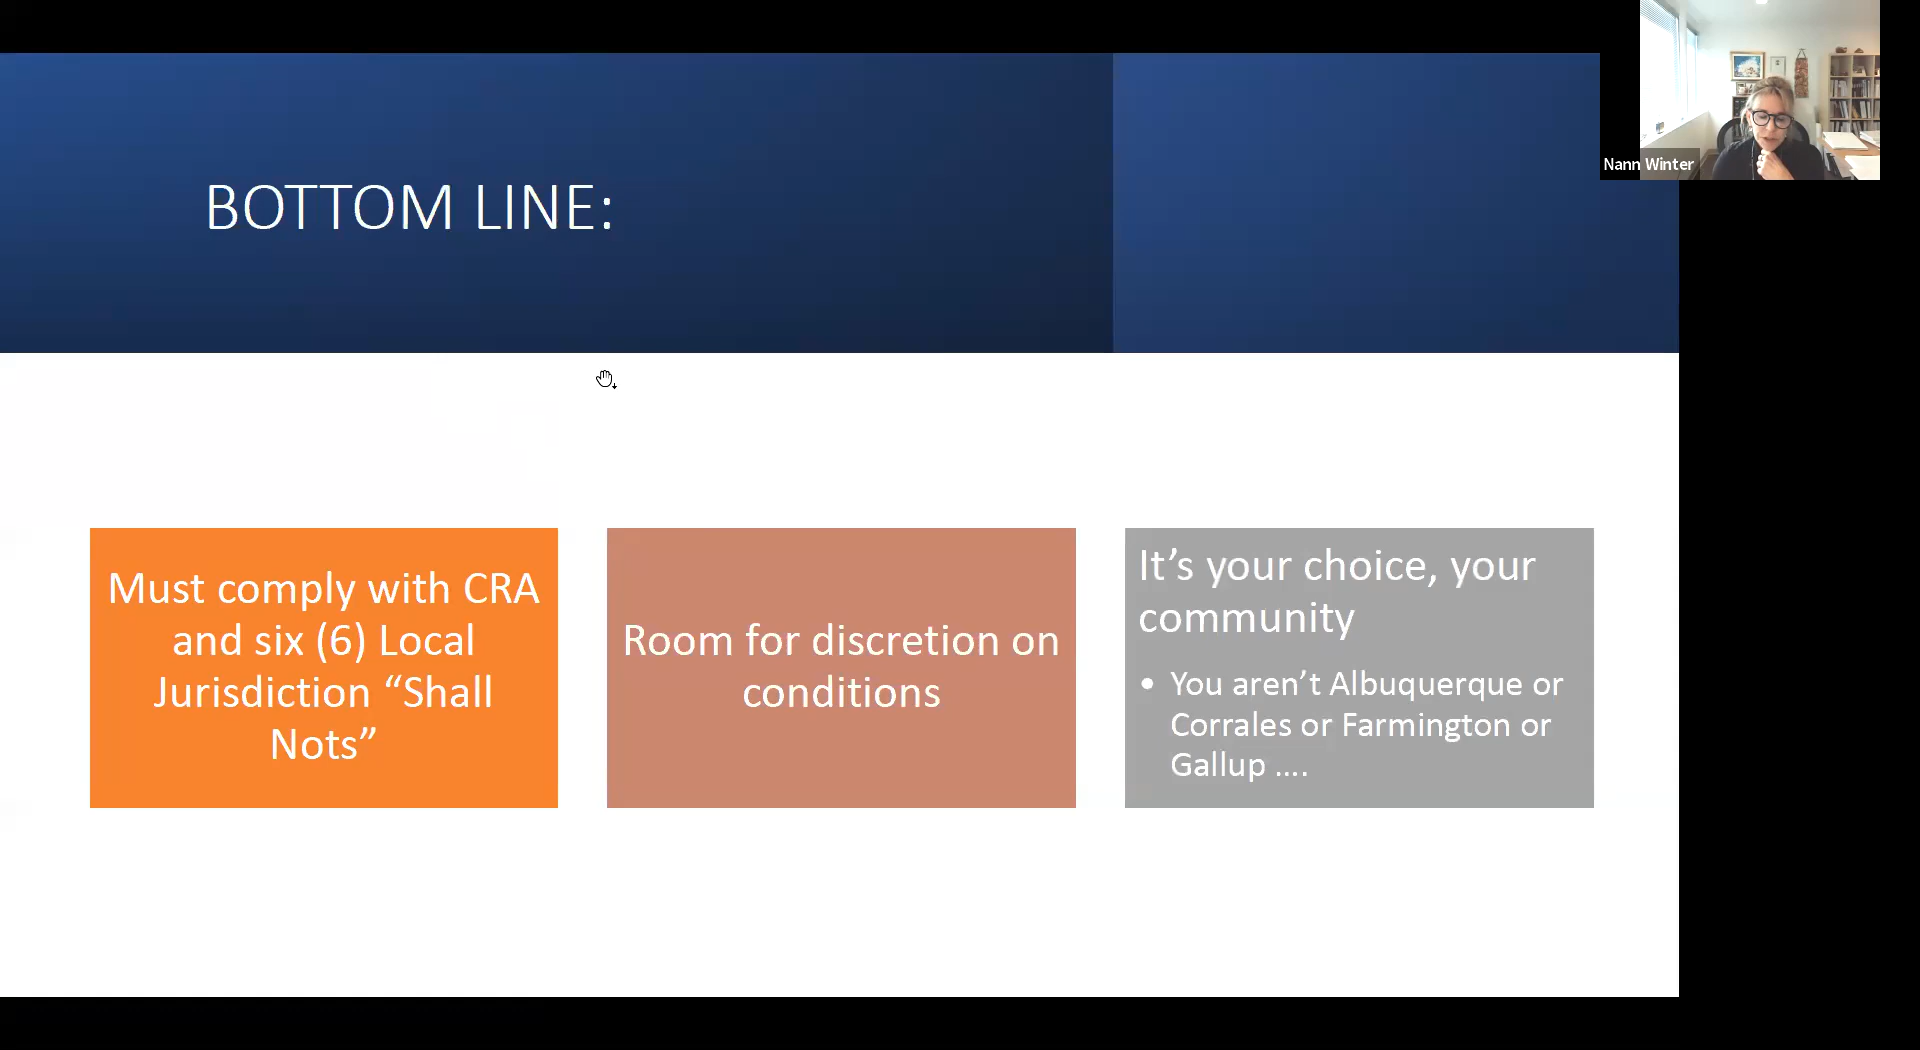 Nann Winter
BOTTOM LINE:
Must comply with CRA
and six (6) Local
Jurisdiction “Shall
Nots”
Room for discretion on
conditions
It’s your choice, your
community
• You aren’t Albuquerque or
Corrales or Farmington or
Gallup ….